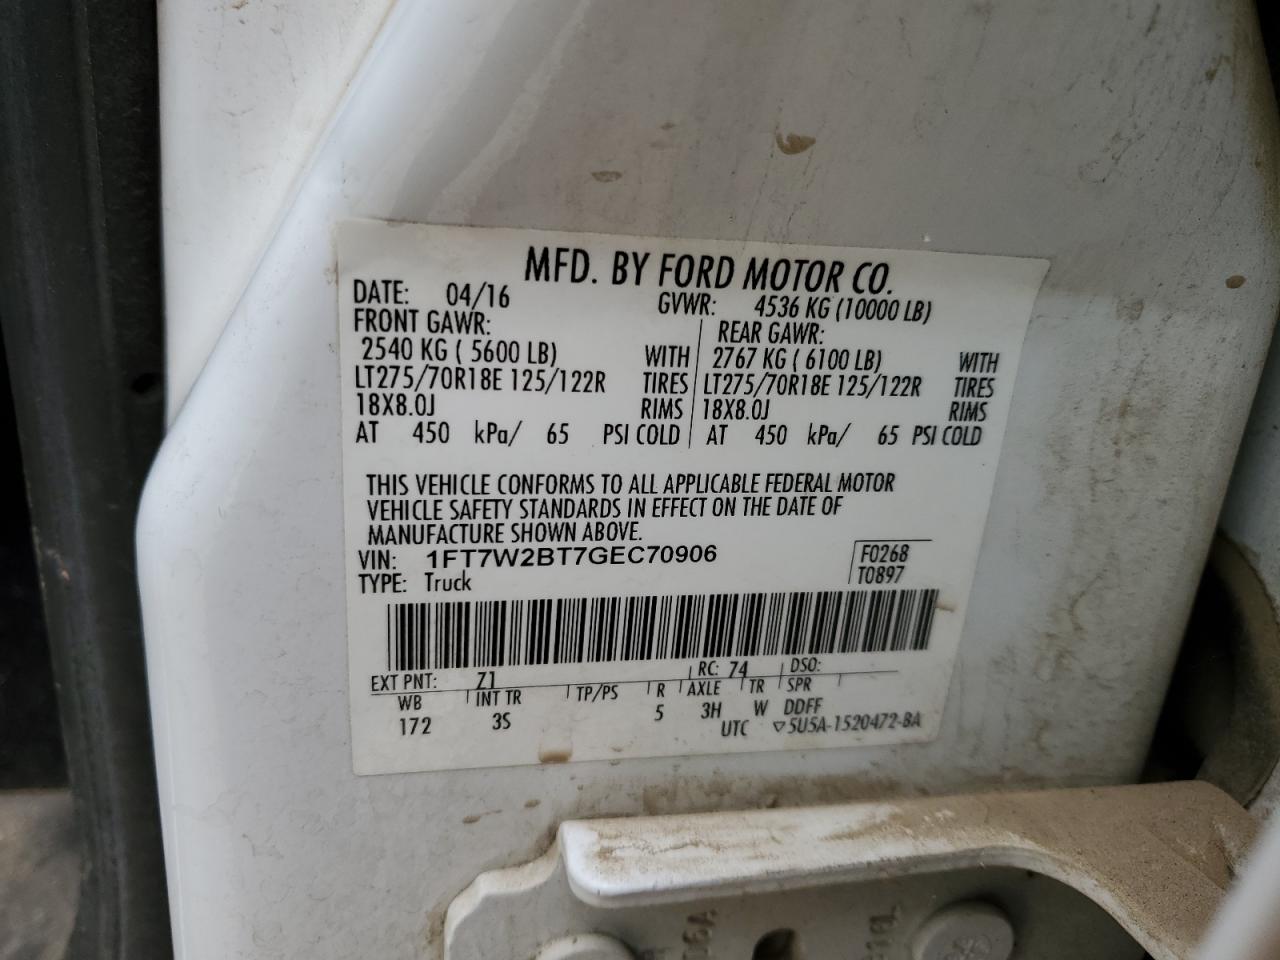 MFD. BY FORD MOTOR CO.
DATE: 04/16 GVWR: 4536 KG (10000 LB)
FRONT GAWR: REAR GAWR:
2540 KG ( 5600 LB) WITH 2767 KG ( 6100 LB) WITH
LT275/70R18E 125/122R TIRES LT275/70R18E 125/122R TIRES
18X8.0J RIMS 18X8.0J RIMS
AT 450 kPa/ 65 PSI COLD AT 450 kPa/ 65 PSI COLD
THIS VEHICLE CONFORMS TO ALL APPLICABLE FEDERAL MOTOR
VEHICLE SAFETY STANDARDS IN EFFECT ON THE DATE OF
MANUFACTURE SHOWN ABOVE.
VIN: 1FT7W2BT7GEC70906 F0268
TYPE: Truck T0897
EXT PNT: Z1 RC: 74 DSO:
WB INT TR TP/PS R AXLE TR SPR
172 3S 5 3H W DDFF
UTC ▽5U5A-1520472-BA